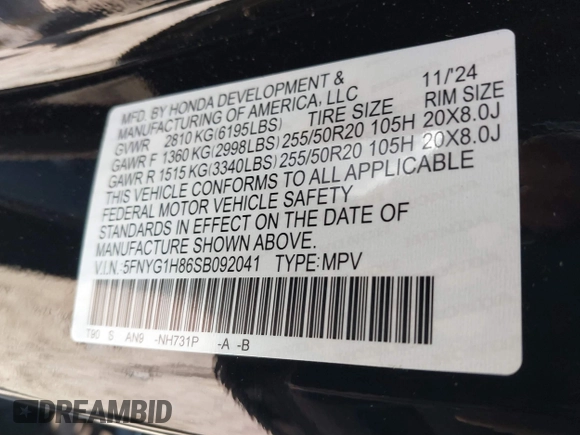 MFD. BY HONDA DEVELOPMENT &
MANUFACTURING OF AMERICA, LLC 11/'24
GVWR 2810 KG(6195LBS) TIRE SIZE RIM SIZE
GAWR F 1360 KG(2998LBS) 255/50R20 105H 20X8.0J
GAWR R 1515 KG(3340LBS) 255/50R20 105H 20X8.0J
THIS VEHICLE CONFORMS TO ALL APPLICABLE
FEDERAL MOTOR VEHICLE SAFETY
STANDARDS IN EFFECT ON THE DATE OF
MANUFACTURE SHOWN ABOVE.
V.I.N.:5FNYG1H86SB092041 TYPE:MPV
T90 S AN9 -NH731P -A -B
DREAMBID